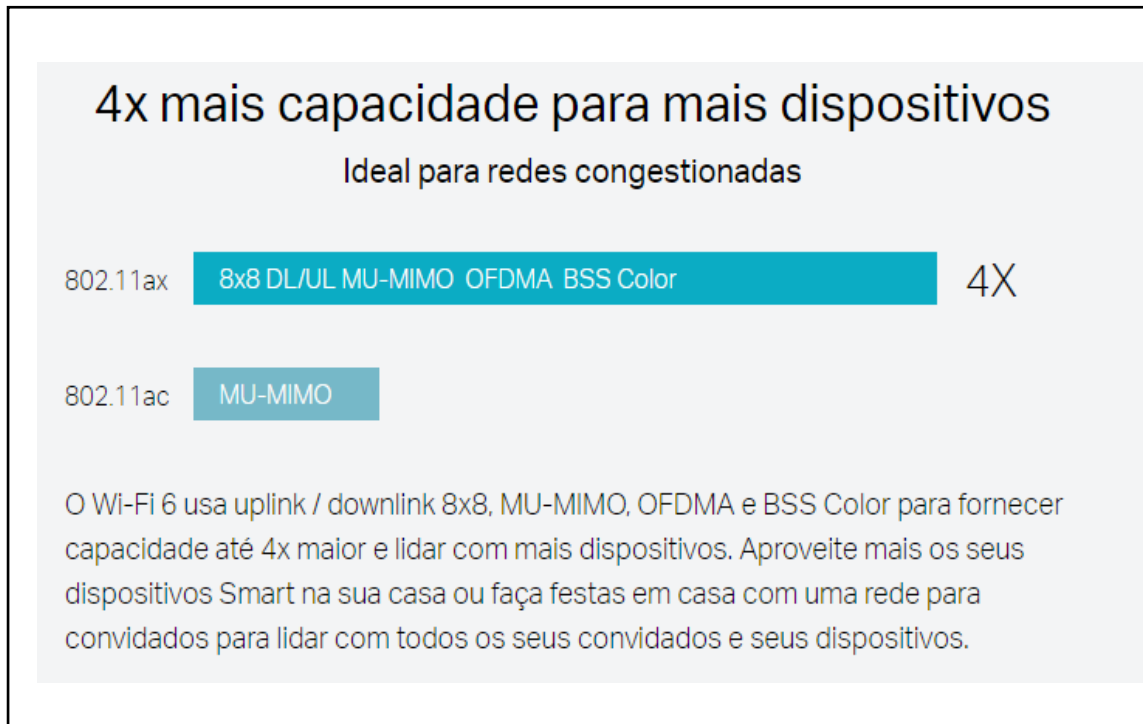 4x mais capacidade para mais dispositivos
Ideal para redes congestionadas
802.11ax 8x8 DL/UL MU-MIMO OFDMA BSS Color 4X
802.11ac MU-MIMO
O Wi-Fi 6 usa uplink / downlink 8x8, MU-MIMO, OFDMA e BSS Color para fornecer
capacidade até 4x maior e lidar com mais dispositivos. Aproveite mais os seus
dispositivos Smart na sua casa ou faça festas em casa com uma rede para
convidados para lidar com todos os seus convidados e seus dispositivos.